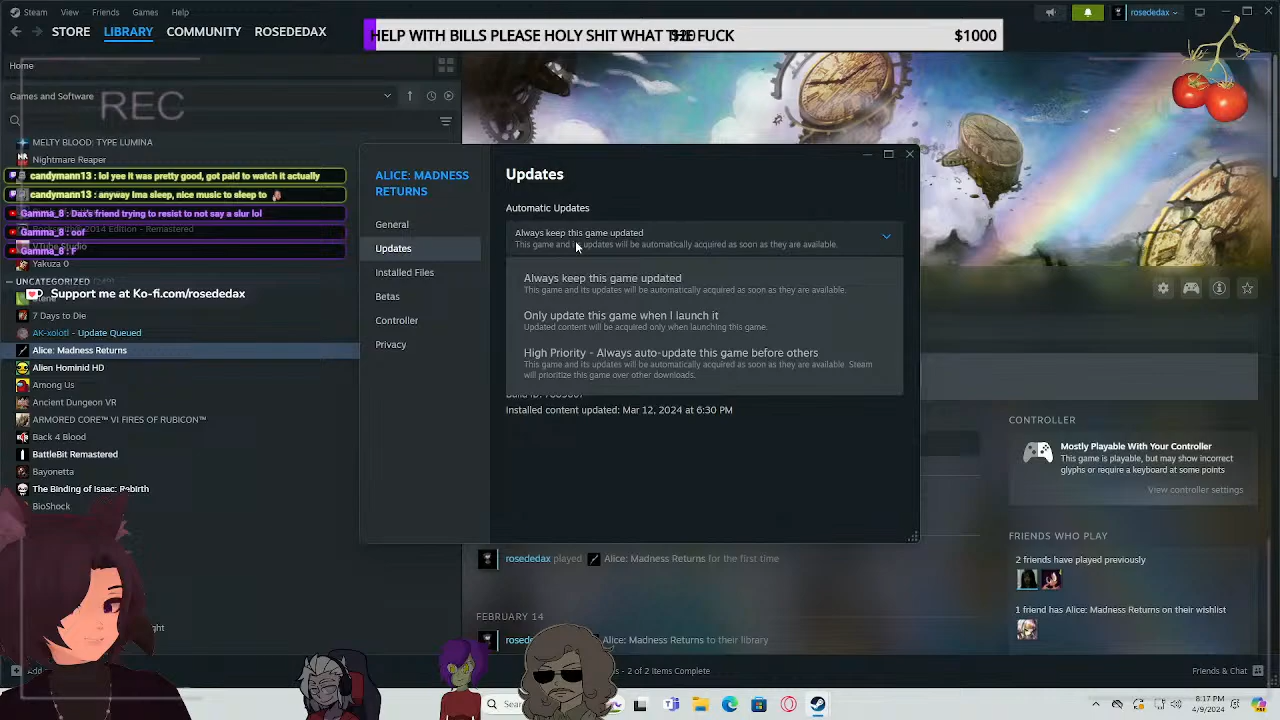 Steam View Friends Games Help
rosededax
STORE LIBRARY COMMUNITY ROSEDEDAX
HELP WITH BILLS PLEASE HOLY SHIT WHAT THE FUCK
$1000
Home
Games and Software
REC
MELTY BLOOD: TYPE LUMINA
Nightmare Reaper
candymann13 : lol yee it was pretty good, got paid to watch it actually
candymann13 : anyway Ima sleep, nice music to sleep to
Gamma_8 : Dax's friend trying to resist to not say a slur lol
2014 Edition - Remastered
Gamma_8 : oof
VTube Studio
Gamma_8 : F
Yakuza 0
UNCATEGORIZED
Support me at Ko-fi.com/rosededax
7 Days to Die
AK-xolotl - Update Queued
Alice: Madness Returns
Alien Hominid HD
Among Us
Ancient Dungeon VR
ARMORED CORE™ VI FIRES OF RUBICON™
Back 4 Blood
BattleBit Remastered
Bayonetta
The Binding of Isaac: Rebirth
BioShock
ALICE: MADNESS
RETURNS
General
Updates
Installed Files
Betas
Controller
Privacy
Updates
Automatic Updates
Always keep this game updated
This game and its updates will be automatically acquired as soon as they are available.
Always keep this game updated
This game and its updates will be automatically acquired as soon as they are available.
Only update this game when I launch it
Updated content will be acquired only when launching this game.
High Priority - Always auto-update this game before others
This game and its updates will be automatically acquired as soon as they are available. Steam
will prioritize this game over other downloads.
Installed content updated: Mar 12, 2024 at 6:30 PM
CONTROLLER
Mostly Playable With Your Controller
This game is playable, but may show incorrect
glyphs or require a keyboard at some points
View controller settings
FRIENDS WHO PLAY
2 friends have played previously
1 friend has Alice: Madness Returns on their wishlist
rosededax played Alice: Madness Returns for the first time
FEBRUARY 14
Alice: Madness Returns to their library
- 2 of 2 Items Complete
Friends & Chat
Add
8:17 PM
4/9/2024